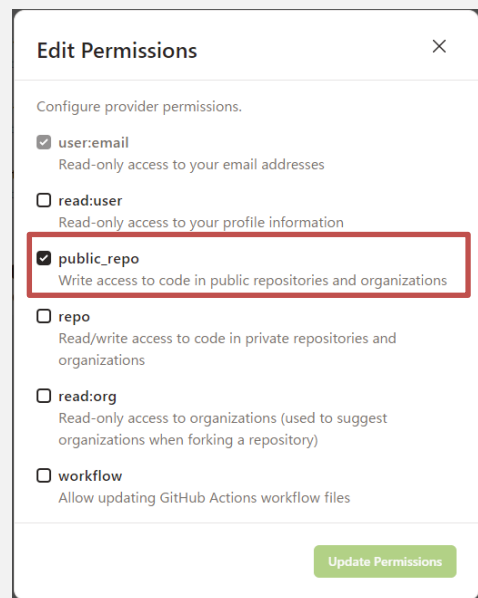 Edit Permissions
Configure provider permissions.
user:email
Read-only access to your email addresses
read:user
Read-only access to your profile information
public_repo
Write access to code in public repositories and organizations
repo
Read/write access to code in private repositories and
organizations
read:org
Read-only access to organizations (used to suggest
organizations when forking a repository)
workflow
Allow updating GitHub Actions workflow files
Update Permissions